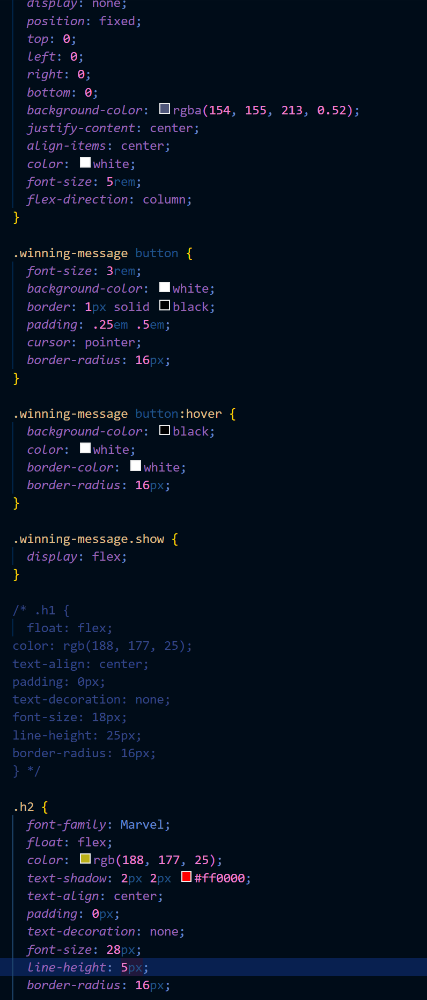 display: none;
position: fixed;
top: 0;
left: 0;
right: 0;
bottom: 0;
background-color: rgba(154, 155, 213, 0.52);
justify-content: center;
align-items: center;
color: white;
font-size: 5rem;
flex-direction: column;
}
.winning-message button {
font-size: 3rem;
background-color: white;
border: 1px solid black;
padding: .25em .5em;
cursor: pointer;
border-radius: 16px;
}
.winning-message button:hover {
background-color: black;
color: white;
border-color: white;
border-radius: 16px;
}
.winning-message.show {
display: flex;
}
/* .h1 {
float: flex;
color: rgb(188, 177, 25);
text-align: center;
padding: 0px;
text-decoration: none;
font-size: 18px;
line-height: 25px;
border-radius: 16px;
} */
.h2 {
font-family: Marvel;
float: flex;
color: rgb(188, 177, 25);
text-shadow: 2px 2px #ff0000;
text-align: center;
padding: 0px;
text-decoration: none;
font-size: 28px;
line-height: 5px;
border-radius: 16px;